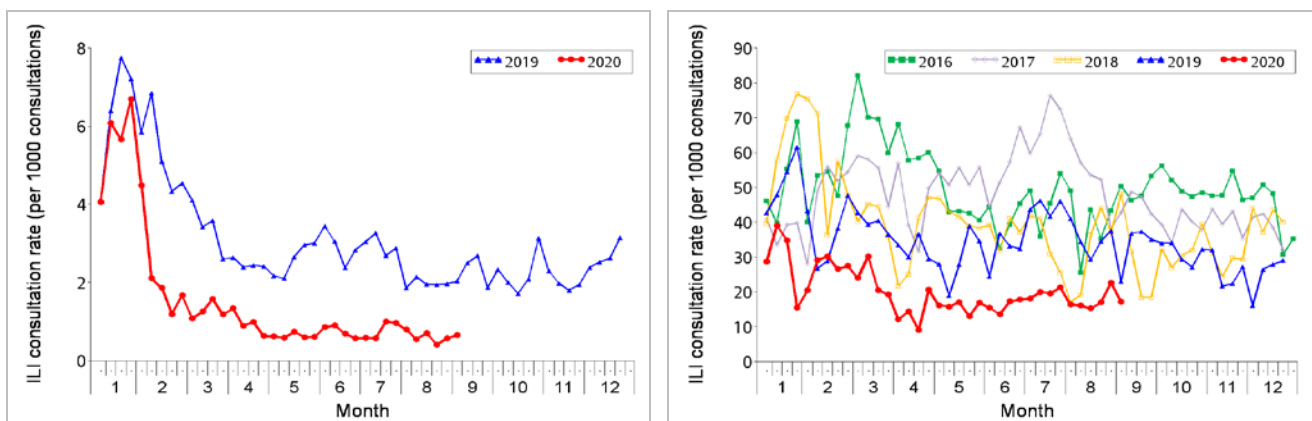 ILI consultation rate (per 1000 consultations)
8
6
4
2
0
2019 2020
1 2 3 4 5 6 7 8 9 10 11 12
Month
ILI consultation rate (per 1000 consultations)
90
80
70
60
50
40
30
20
10
0
2016 2017 2018 2019 2020
1 2 3 4 5 6 7 8 9 10 11 12
Month